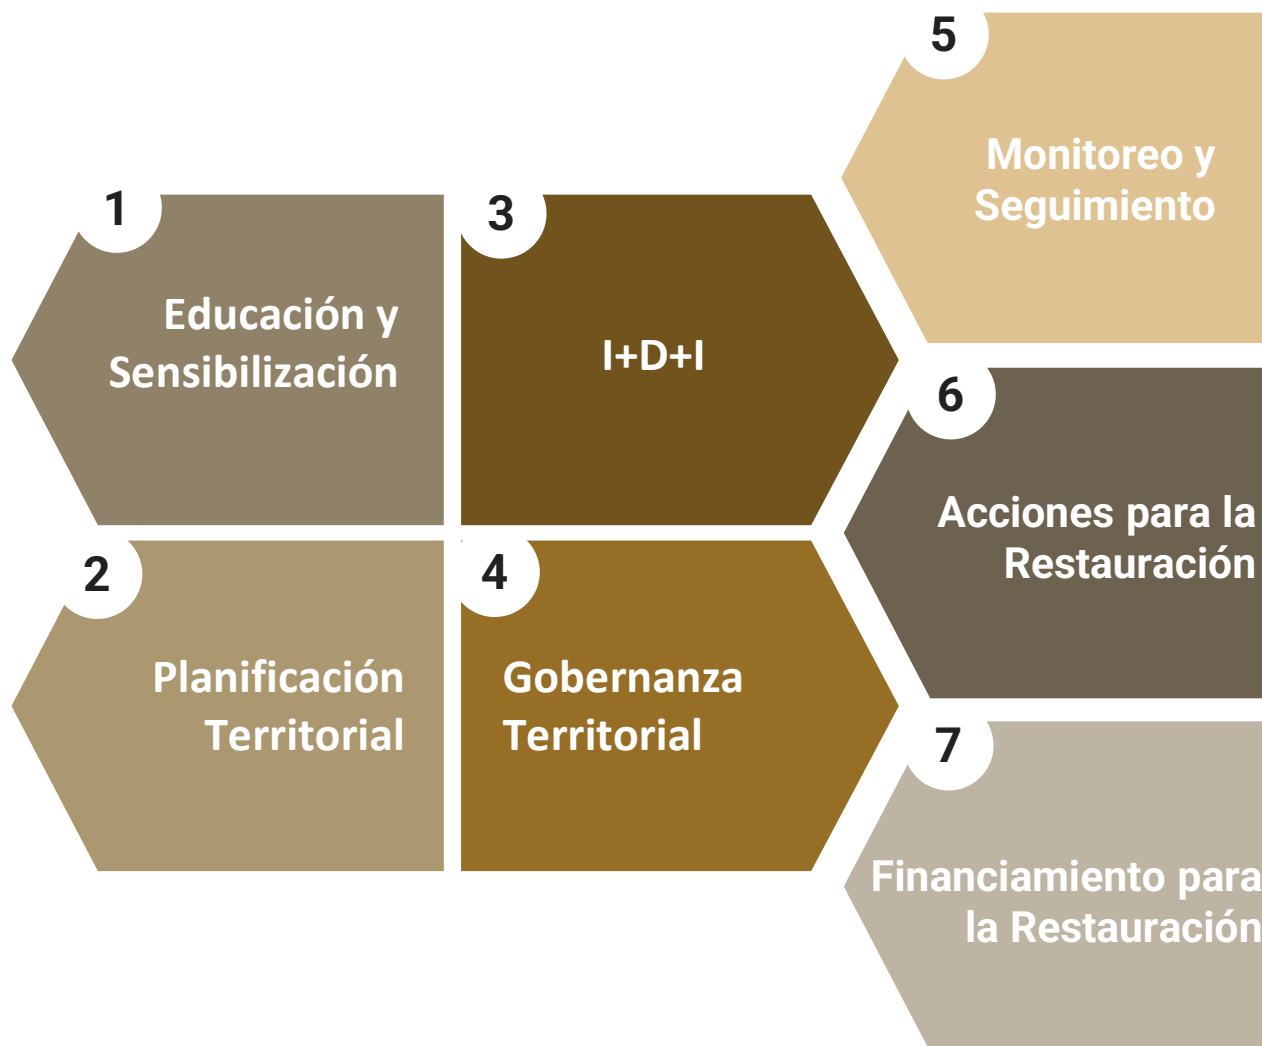 1
Educación y
Sensibilización
2
Planificación
Territorial
3
I+D+I
4
Gobernanza
Territorial
5
Monitoreo y
Seguimiento
6
Acciones para la
Restauración
7
Financiamiento para
la Restauración